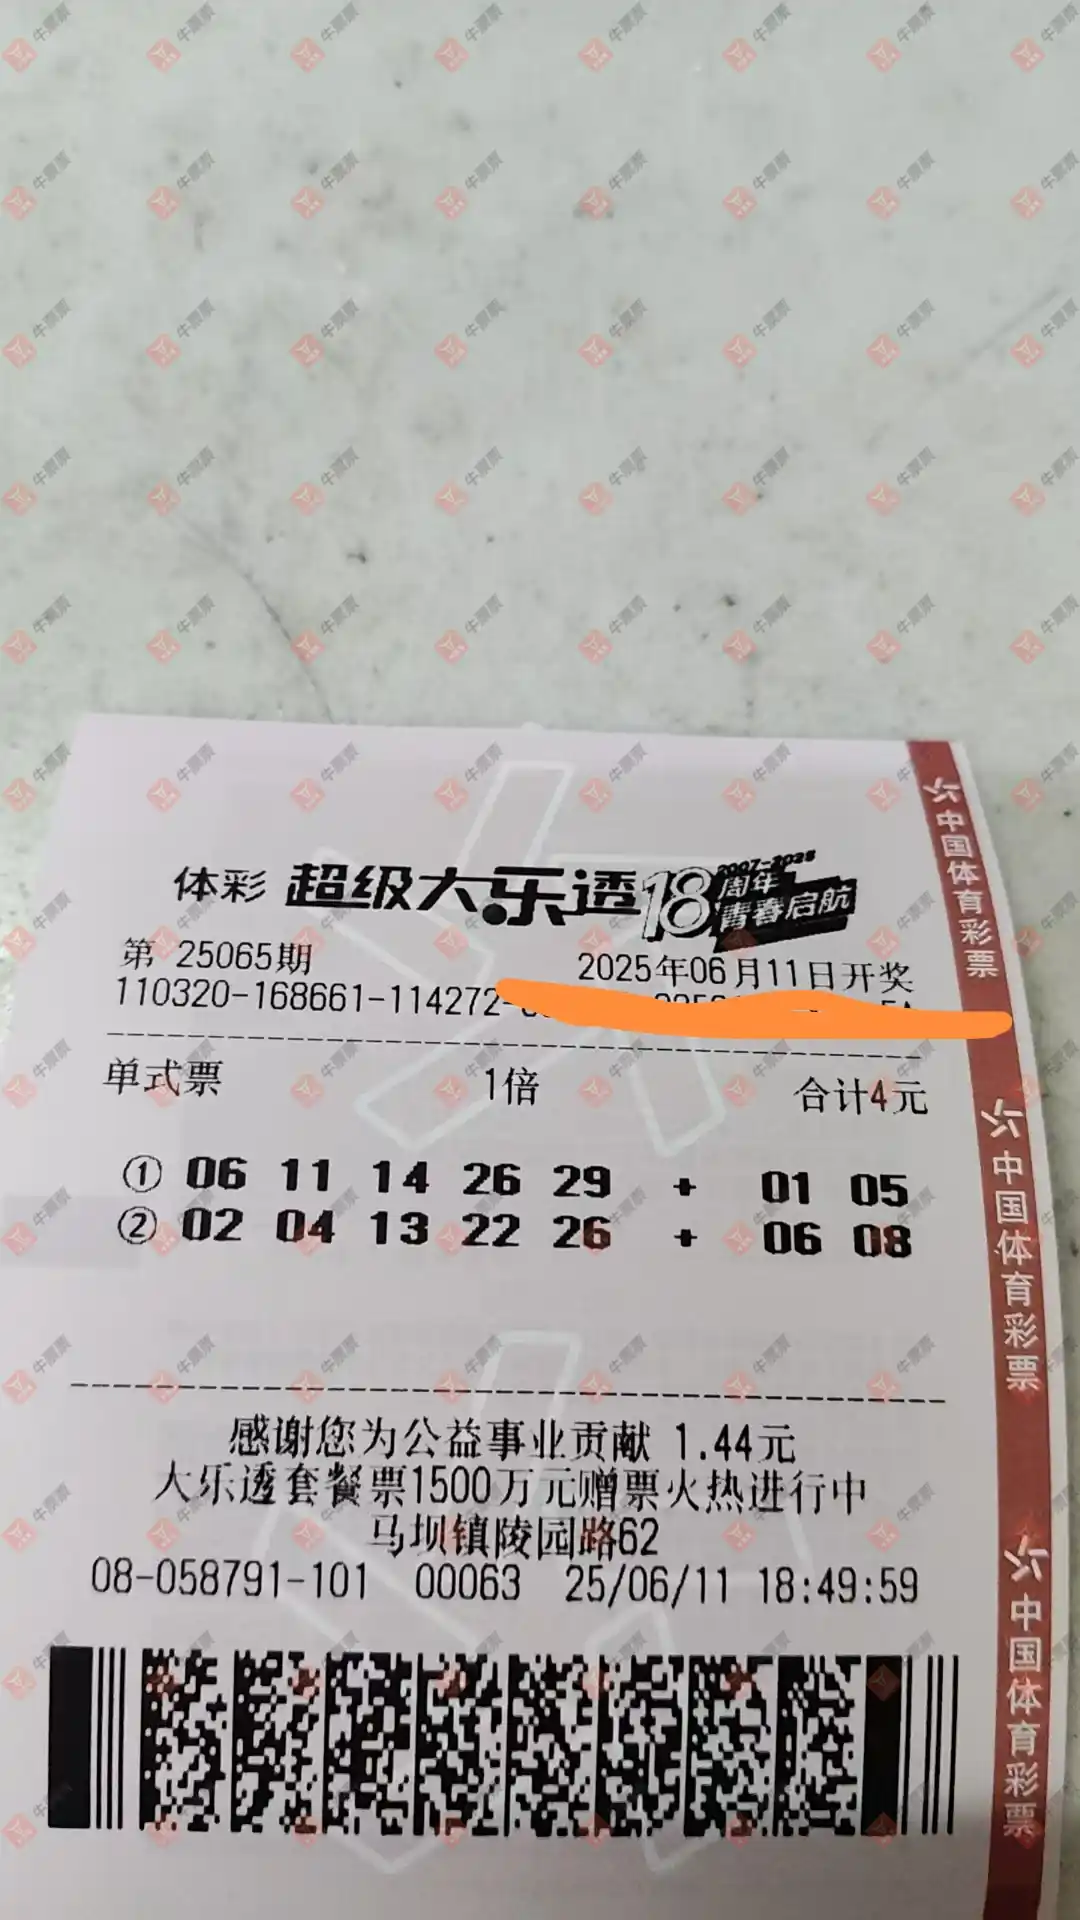 体彩 超级大乐透 18周年 2007-2025 青春启航
第 25065期 2025年06月11日开奖
110320-168661-114272-
单式票 1倍 合计4元
① 06 11 14 26 29 + 01 05
② 02 04 13 22 26 + 06 08
感谢您为公益事业贡献 1.44元
大乐透套餐票1500万元赠票火热进行中
马坝镇陵园路62
08-058791-101 00063 25/06/11 18:49:59
中国体育彩票
中国体育彩票
中国体育彩票
牛票票